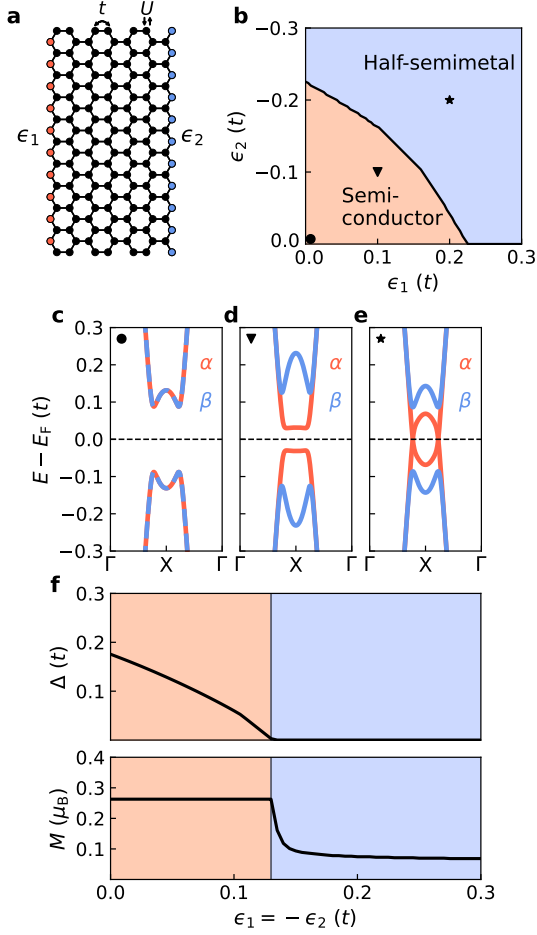 a
t
U
ϵ1
ϵ2
b
−0.3
−0.2
−0.1
0.0
ϵ2 (t)
Half-semimetal
Semi-
conductor
0.0
0.1
0.2
0.3
ϵ1 (t)
c
d
e
0.3
0.2
0.1
0.0
−0.1
−0.2
−0.3
E − EF (t)
α
β
α
β
α
β
Γ
X
Γ
Γ
X
Γ
Γ
X
Γ
f
0.3
0.2
0.1
Δ (t)
0.4
0.3
0.2
0.1
M (μB)
0.0
0.1
0.2
0.3
ϵ1 = −ϵ2 (t)